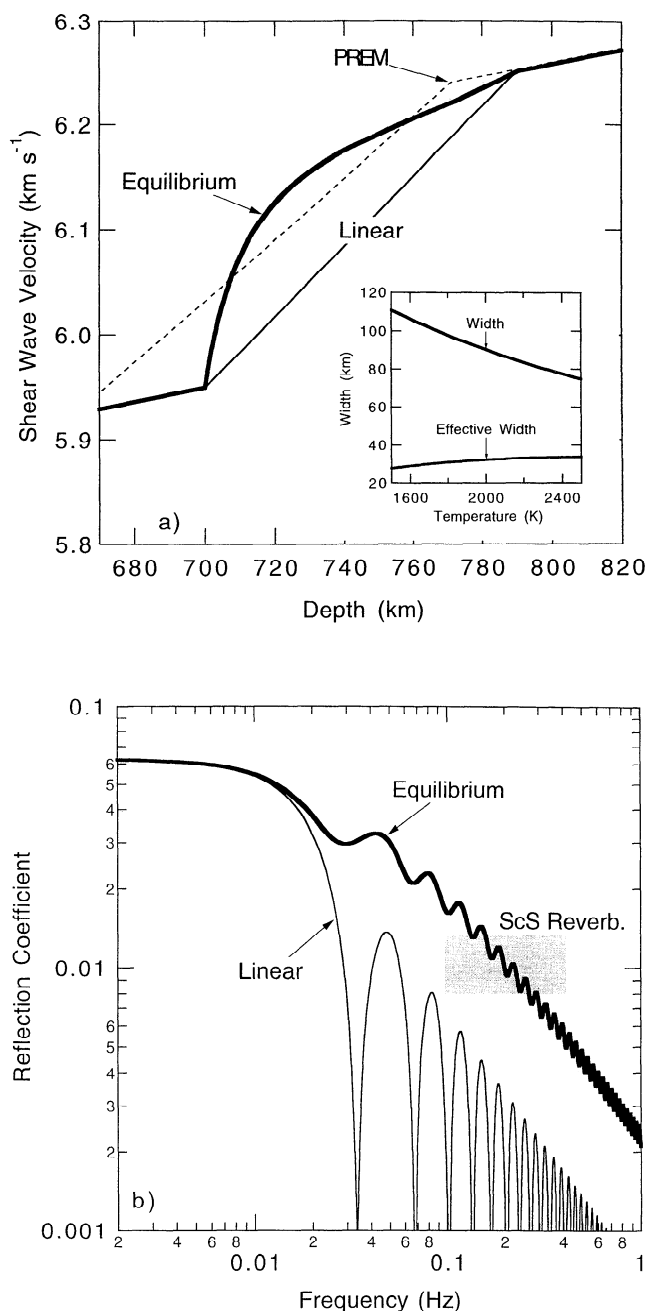 6.3
PREM
6.2
Equilibrium
Shear Wave Velocity (km s⁻¹)
6.1
Linear
120
Width
100
80
Width (km)
60
6.0
Effective Width
40
20
1600 2000 2400
Temperature (K)
5.9
a)
5.8
680 700 720 740 760 780 800 820
Depth (km)
0.1
8
6
5
4
3
2
Equilibrium
ScS Reverb.
Linear
Reflection Coefficient
0.01
8
6
5
4
3
2
b)
0.001
2 4 6 8 0.01 2 4 6 8 0.1 2 4 6 8 1
Frequency (Hz)